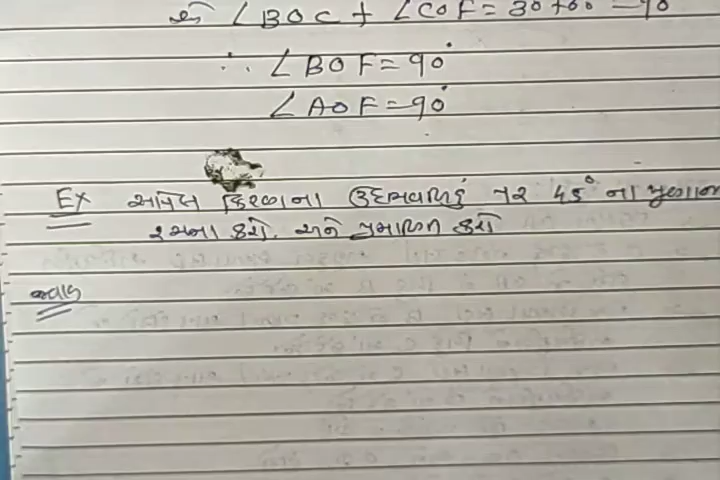 ∠BOC + ∠COF = 30+60 = 90
∴ ∠BOF = 90°
∠AOF = 90°
Ex આપેલ કિરણના ઉદ્ભવબિંદુ પર 45° ના ખુણાની
રચના કરો. અને પ્રમાણિત કરો
જવાબ